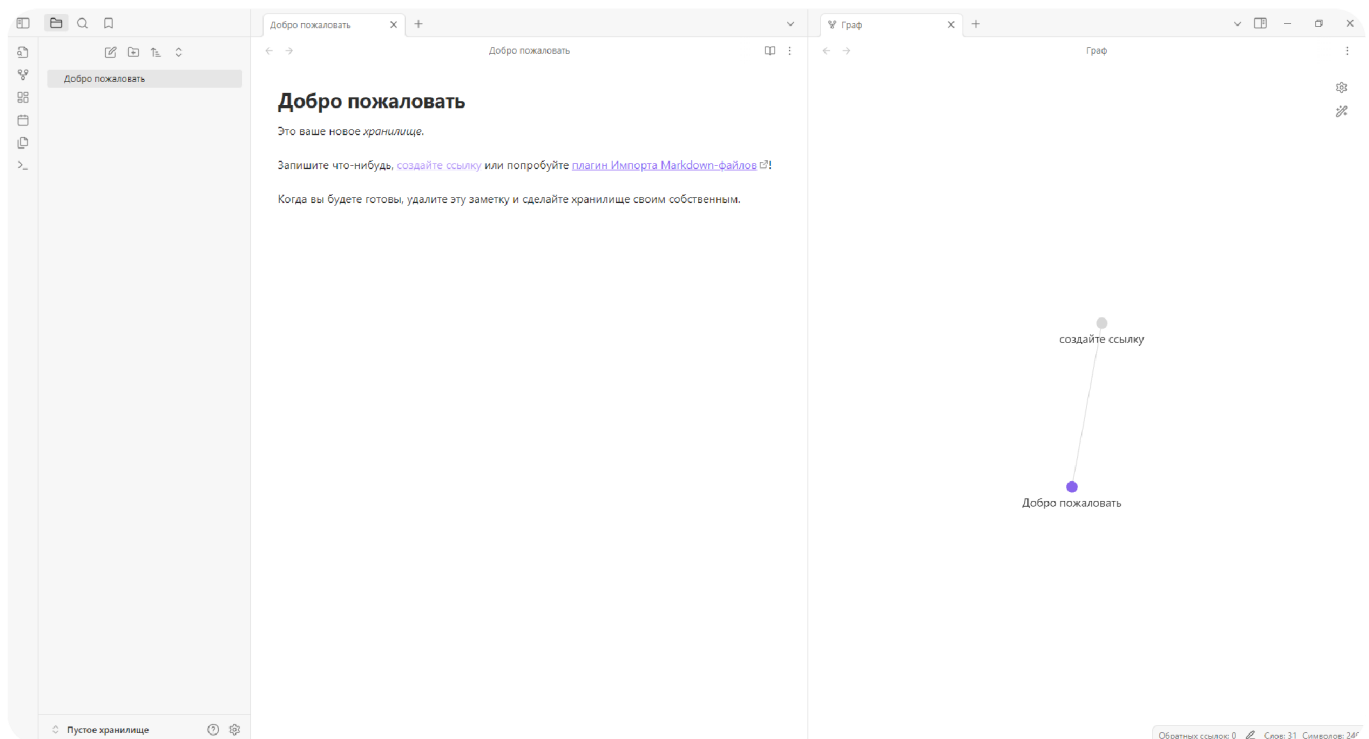 Добро пожаловать
Граф
Добро пожаловать
Граф
Добро пожаловать
Добро пожаловать
Это ваше новое хранилище.
Запишите что-нибудь, создайте ссылку или попробуйте плагин Импорта Markdown-файлов!
Когда вы будете готовы, удалите эту заметку и сделайте хранилище своим собственным.
создайте ссылку
Добро пожаловать
Пустое хранилище
Обратных ссылок: 0 Слов: 31 Символов: